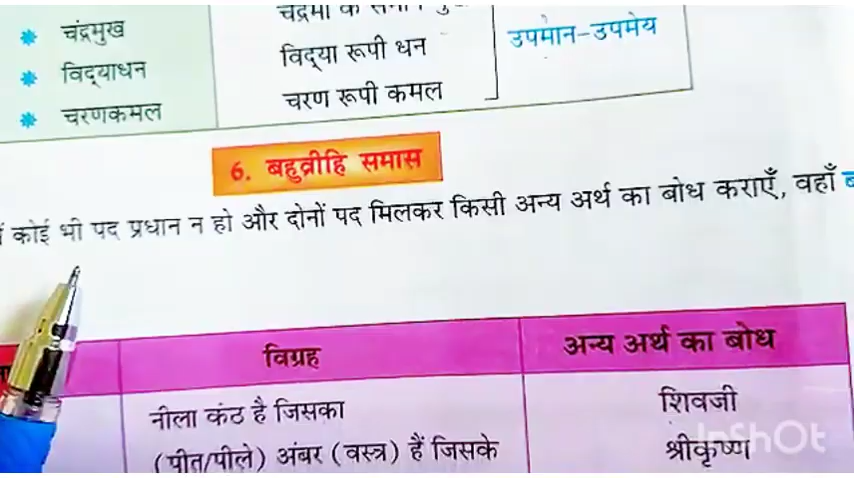 चंद्रमा के
चंद्रमुख
विद्‌याधन
चरणकमल
विद्‌या रूपी धन
चरण रूपी कमल
उपमान-उपमेय
6. बहुव्रीहि समास
कोई भी पद प्रधान न हो और दोनों पद मिलकर किसी अन्य अर्थ का बोध कराएँ, वहाँ
विग्रह
अन्य अर्थ का बोध
नीला कंठ है जिसका
शिवजी
(पीत/पीले) अंबर (वस्त्र) हैं जिसके
श्रीकृष्ण
InShOt